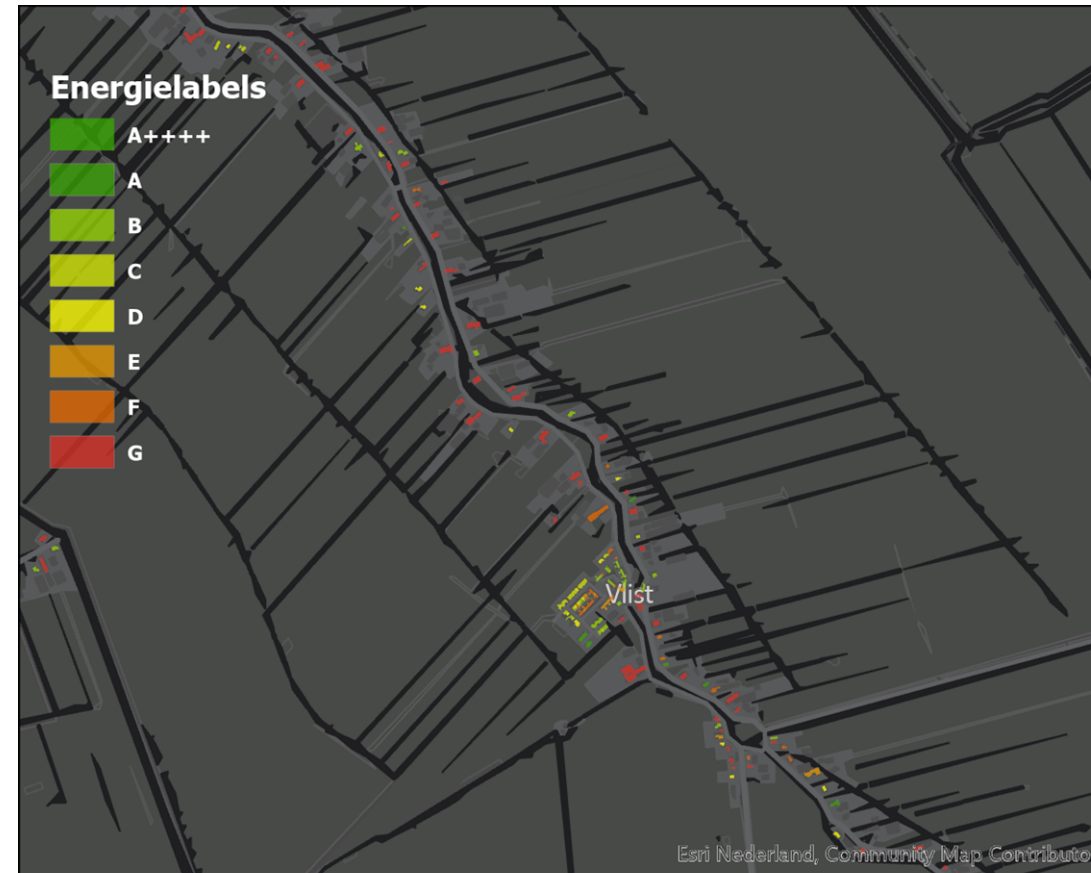 Energielabels
A++++
A
B
C
D
E
F
G
Vlist
Esri Nederland, Community Map Contributo